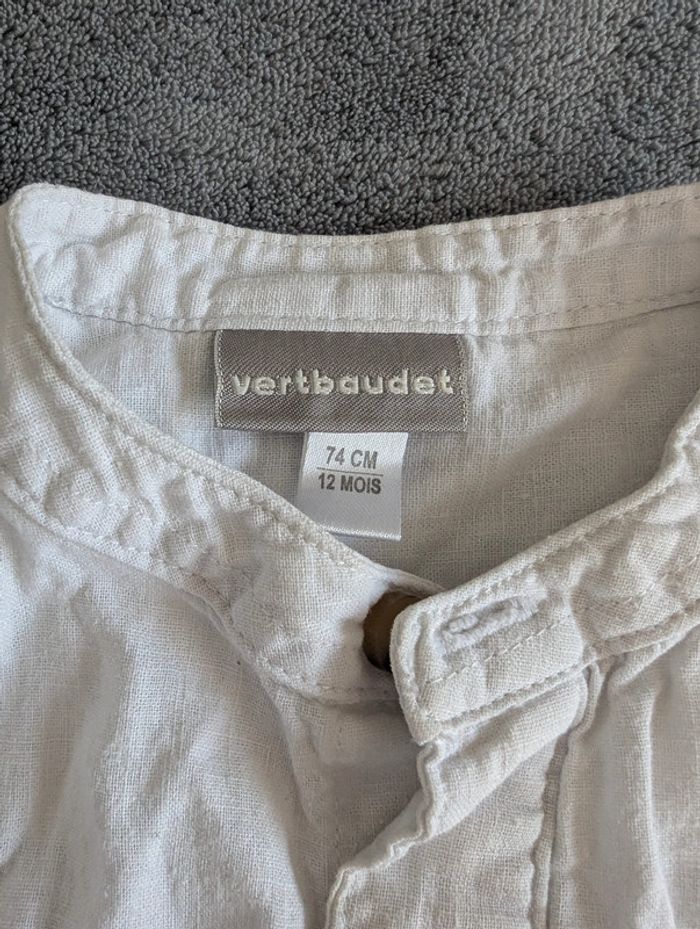 vertbaudet
74 CM
12 MOIS